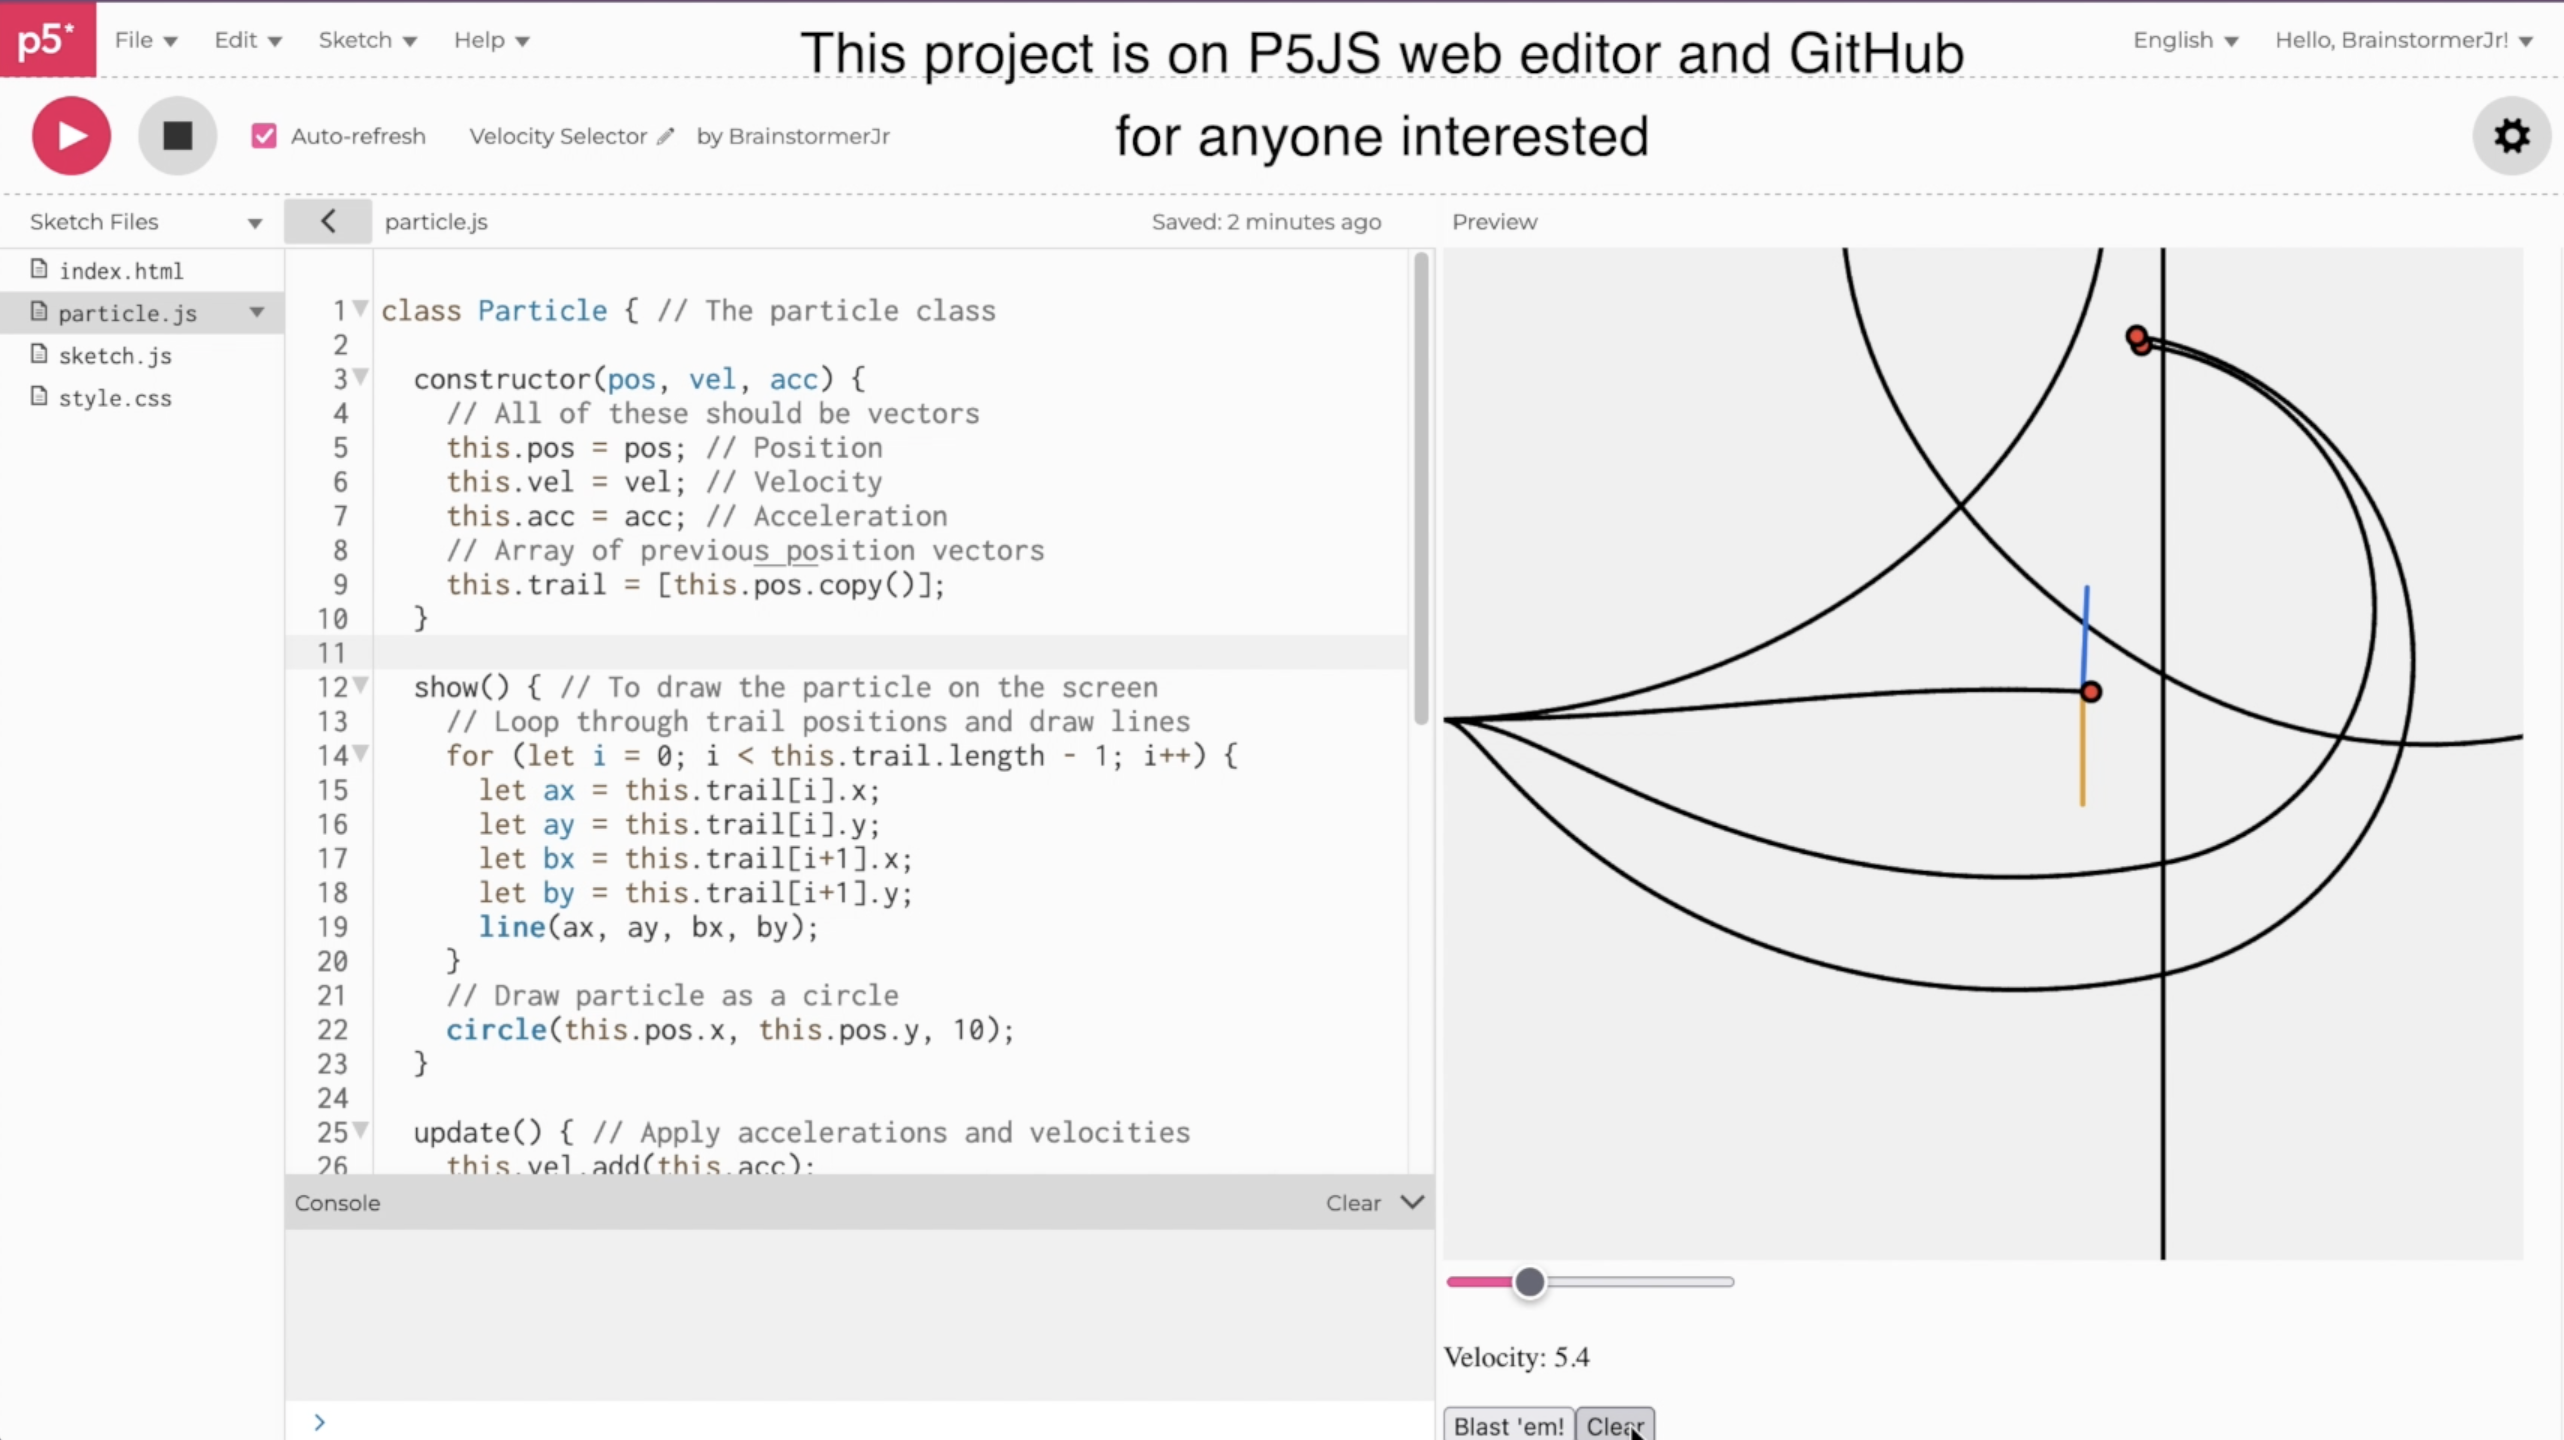 p5*
File
Edit
Sketch
Help
This project is on P5JS web editor and GitHub
for anyone interested
English
Hello, BrainstormerJr!
Auto-refresh
Velocity Selector
by BrainstormerJr
Sketch Files
particle.js
Saved: 2 minutes ago
Preview
index.html
particle.js
sketch.js
style.css
1 class Particle { // The particle class
2
3 constructor(pos, vel, acc) {
4 // All of these should be vectors
5 this.pos = pos; // Position
6 this.vel = vel; // Velocity
7 this.acc = acc; // Acceleration
8 // Array of previous position vectors
9 this.trail = [this.pos.copy()];
10 }
11
12 show() { // To draw the particle on the screen
13 // Loop through trail positions and draw lines
14 for (let i = 0; i < this.trail.length - 1; i++) {
15 let ax = this.trail[i].x;
16 let ay = this.trail[i].y;
17 let bx = this.trail[i+1].x;
18 let by = this.trail[i+1].y;
19 line(ax, ay, bx, by);
20 }
21 // Draw particle as a circle
22 circle(this.pos.x, this.pos.y, 10);
23 }
24
25 update() { // Apply accelerations and velocities
26 this.vel.add(this.acc);
Console
Clear
Velocity: 5.4
Blast 'em!
Clear